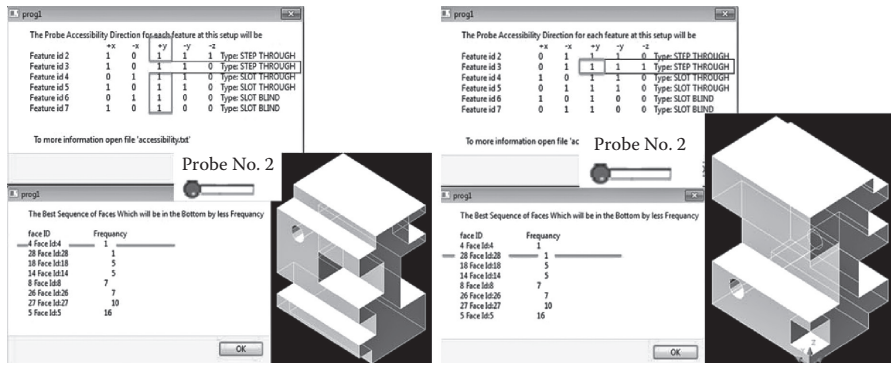 prog1
The Probe Accessibility Direction for each feature at this setup will be
+x -x +y -y -z
Feature id 2 1 0 1 1 1 Type: STEP THROUGH
Feature id 3 1 0 1 1 0 Type: STEP THROUGH
Feature id 4 0 1 1 1 0 Type: SLOT THROUGH
Feature id 5 1 0 1 1 0 Type: SLOT THROUGH
Feature id 6 0 1 1 0 0 Type: SLOT BLIND
Feature id 7 1 0 1 0 0 Type: SLOT BLIND
To more information open file 'accessibility.txt'
Probe No. 2
prog1
The Best Sequence of Faces Which will be in the Bottom by less Frequency
face ID Frequancy
4 Face Id:4 1
28 Face Id:28 1
18 Face Id:18 5
14 Face Id:14 5
8 Face Id:8 7
26 Face Id:26 7
27 Face Id:27 10
5 Face Id:5 16
OK
prog1
The Probe Accessibility Direction for each feature at this setup will be
+x -x +y -y -z
Feature id 2 0 1 1 1 0 Type: STEP THROUGH
Feature id 3 0 1 1 1 1 Type: STEP THROUGH
Feature id 4 1 0 1 1 0 Type: SLOT THROUGH
Feature id 5 0 1 1 1 0 Type: SLOT THROUGH
Feature id 6 1 0 1 0 0 Type: SLOT BLIND
Feature id 7 0 1 1 0 0 Type: SLOT BLIND
To more information open file 'ac
Probe No. 2
prog1
The Best Sequence of Faces Which will be in the Bottom by less Frequency
face ID Frequancy
4 Face Id:4 1
28 Face Id:28 1
18 Face Id:18 5
14 Face Id:14 5
8 Face Id:8 7
26 Face Id:26 7
27 Face Id:27 10
5 Face Id:5 16
OK
z